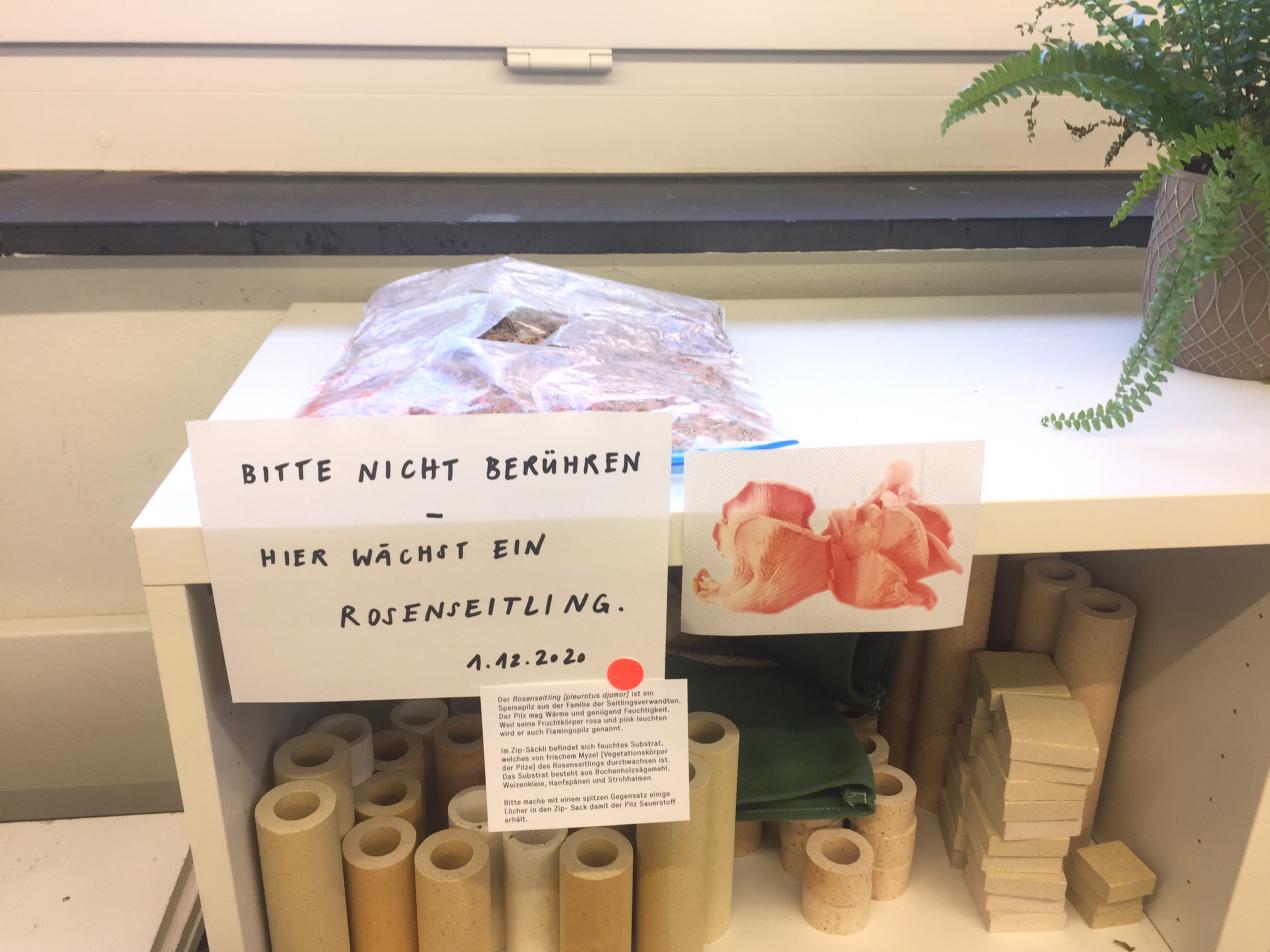 BITTE NICHT BERÜHREN
–
HIER WÄCHST EIN
ROSENSEITLING.
1.12.2020
Der Rosenseitling [pleurotus djamor] ist ein
Speisepilz aus der Familie der Seitlingsverwandten.
Der Pilz mag Wärme und genügend Feuchtigkeit.
Weil seine Fruchtkörper rosa und pink leuchten
wird er auch Flamingopilz genannt.
Im Zip-Säckli befindet sich feuchtes Substrat,
welches von frischem Myzel [Vegetationskörper
der Pilze] des Rosenseitlings durchwachsen ist.
Das Substrat besteht aus Buchenholzsägemehl,
Weizenkleie, Hanfspänen und Strohhalmen.
Bitte mache mit einem spitzen Gegensatz einige
Löcher in den Zip- Sack damit der Pilz Sauerstoff
erhält.